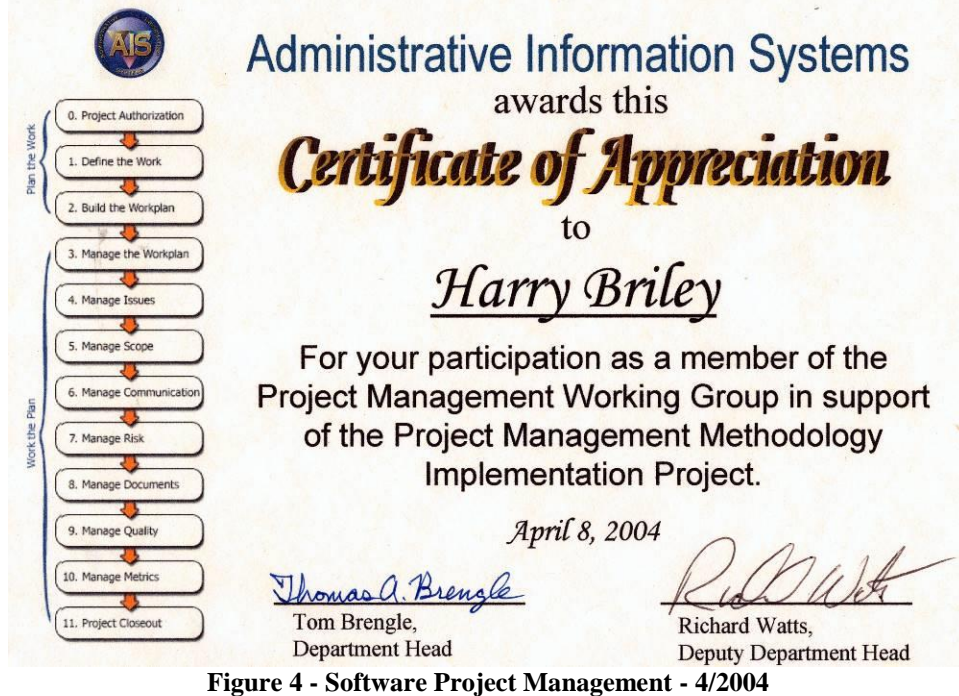 AIS
Plan the Work
0. Project Authorization
1. Define the Work
2. Build the Workplan
Work the Plan
3. Manage the Workplan
4. Manage Issues
5. Manage Scope
6. Manage Communication
7. Manage Risk
8. Manage Documents
9. Manage Quality
10. Manage Metrics
11. Project Closeout
Administrative Information Systems
awards this
Certificate of Appreciation
to
Harry Briley
For your participation as a member of the
Project Management Working Group in support
of the Project Management Methodology
Implementation Project.
April 8, 2004
Thomas A. Brengle
Tom Brengle,
Department Head
Richard Watts,
Deputy Department Head
Figure 4 - Software Project Management - 4/2004